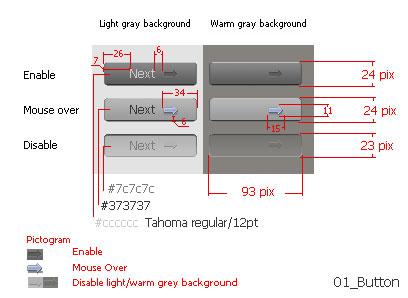 Light gray background Warm gray background
7 26 6
Enable Next 24 pix
34
Mouse over Next 11 24 pix
6 15
Disable Next 23 pix
#7c7c7c 93 pix
#373737
#cccccc Tahoma regular/12pt
Pictogram
Enable
Mouse Over
Disable light/warm grey background 01_Button